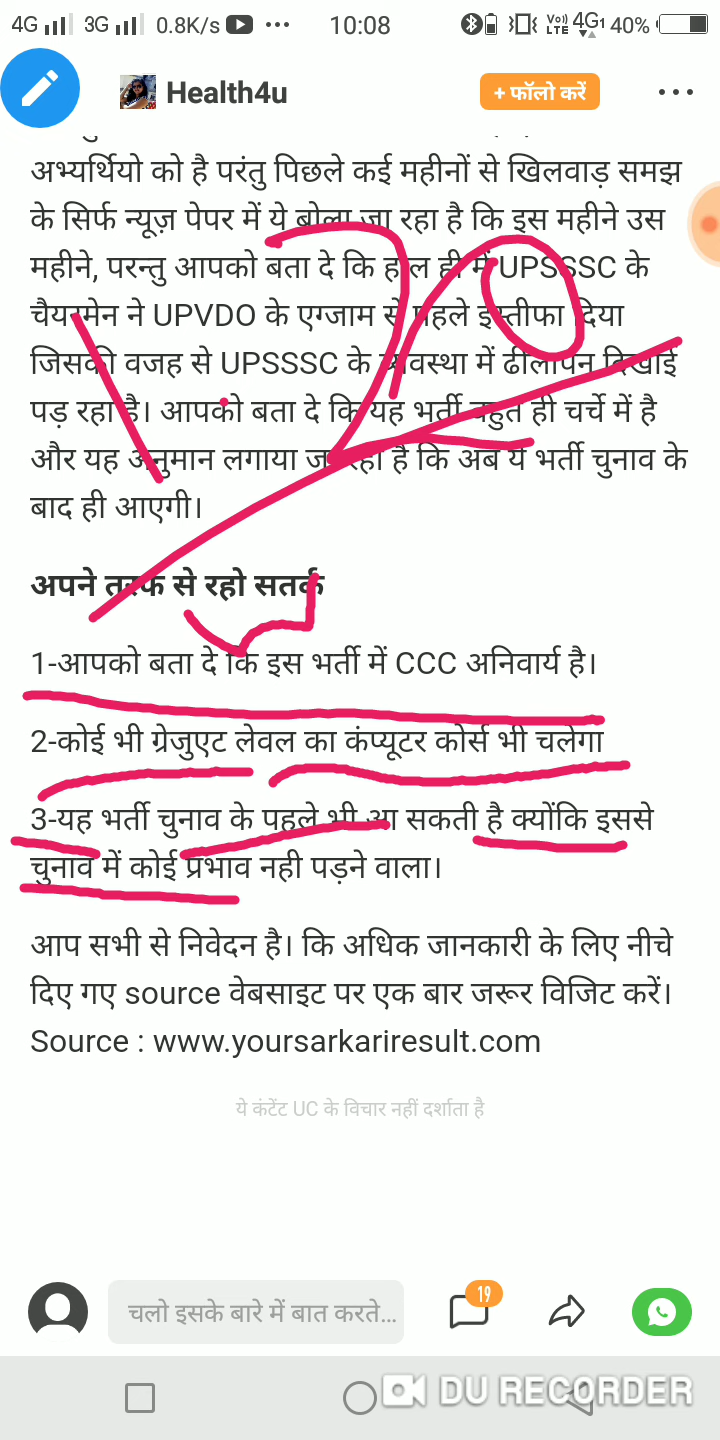 4G 3G 0.8K/s 10:08 Vo)) LTE 4G1 40%
Health4u + फॉलो करें
अभ्यर्थियो को है परंतु पिछले कई महीनों से खिलवाड़ समझ
के सिर्फ न्यूज़ पेपर में ये बोला जा रहा है कि इस महीने उस
महीने, परन्तु आपको बता दे कि हाल ही में UPSSSC के
चैयरमेन ने UPVDO के एग्जाम से पहले इस्तीफा दिया
जिसकी वजह से UPSSSC के व्यवस्था में ढीलापन दिखाई
पड़ रहा है। आपको बता दे कि यह भर्ती बहुत ही चर्चे में है
और यह अनुमान लगाया जा रहा है कि अब ये भर्ती चुनाव के
बाद ही आएगी।
अपने तरफ से रहो सतर्क
1-आपको बता दे कि इस भर्ती में CCC अनिवार्य है।
2-कोई भी ग्रेजुएट लेवल का कंप्यूटर कोर्स भी चलेगा
3-यह भर्ती चुनाव के पहले भी आ सकती है क्योंकि इससे
चुनाव में कोई प्रभाव नही पड़ने वाला।
आप सभी से निवेदन है। कि अधिक जानकारी के लिए नीचे
दिए गए source वेबसाइट पर एक बार जरूर विजिट करें।
Source : www.yoursarkariresult.com
ये कंटेंट UC के विचार नहीं दर्शाता है
चलो इसके बारे में बात करते... 19
DU RECORDER